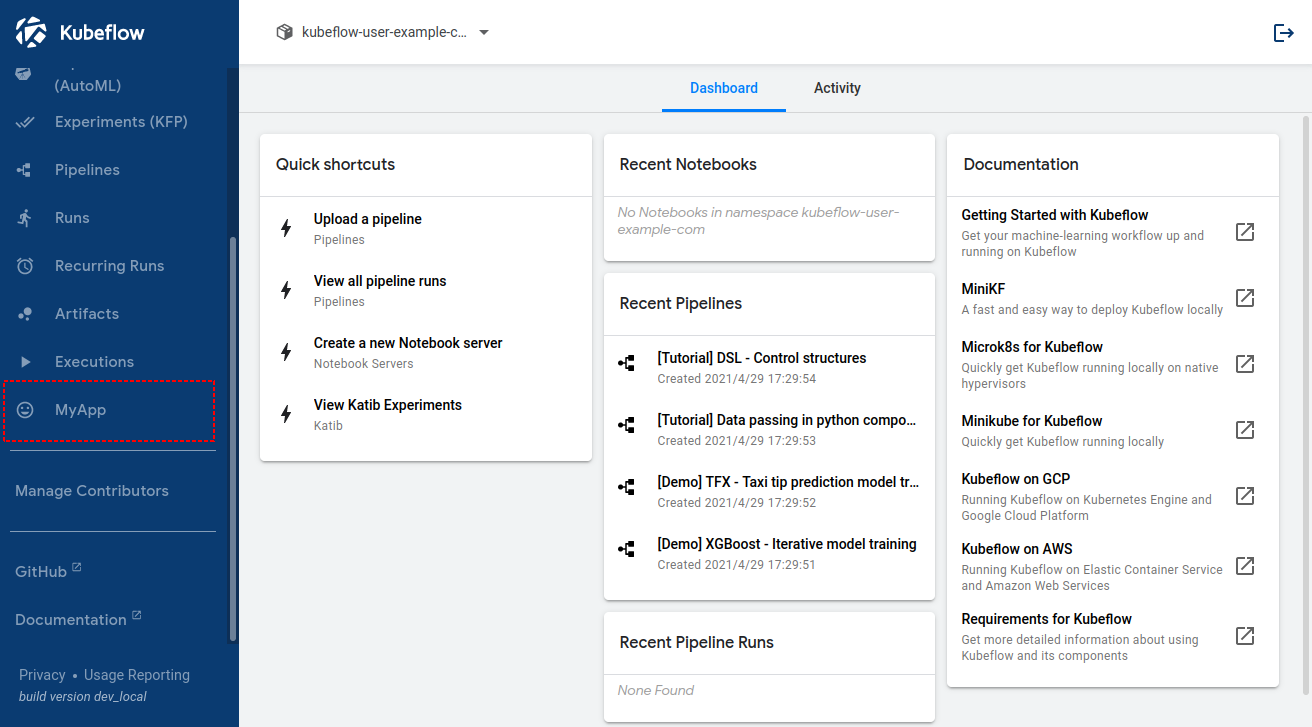 Kubeflow
(AutoML)
Experiments (KFP)
Pipelines
Runs
Recurring Runs
Artifacts
Executions
MyApp
Manage Contributors
GitHub
Documentation
Privacy • Usage Reporting
build version dev_local
kubeflow-user-example-c...
Dashboard
Activity
Quick shortcuts
Upload a pipeline
Pipelines
View all pipeline runs
Pipelines
Create a new Notebook server
Notebook Servers
View Katib Experiments
Katib
Recent Notebooks
No Notebooks in namespace kubeflow-user-
example-com
Recent Pipelines
[Tutorial] DSL - Control structures
Created 2021/4/29 17:29:54
[Tutorial] Data passing in python compo...
Created 2021/4/29 17:29:53
[Demo] TFX - Taxi tip prediction model tr...
Created 2021/4/29 17:29:52
[Demo] XGBoost - Iterative model training
Created 2021/4/29 17:29:51
Recent Pipeline Runs
None Found
Documentation
Getting Started with Kubeflow
Get your machine-learning workflow up and
running on Kubeflow
MiniKF
A fast and easy way to deploy Kubeflow locally
Microk8s for Kubeflow
Quickly get Kubeflow running locally on native
hypervisors
Minikube for Kubeflow
Quickly get Kubeflow running locally
Kubeflow on GCP
Running Kubeflow on Kubernetes Engine and
Google Cloud Platform
Kubeflow on AWS
Running Kubeflow on Elastic Container Service
and Amazon Web Services
Requirements for Kubeflow
Get more detailed information about using
Kubeflow and its components